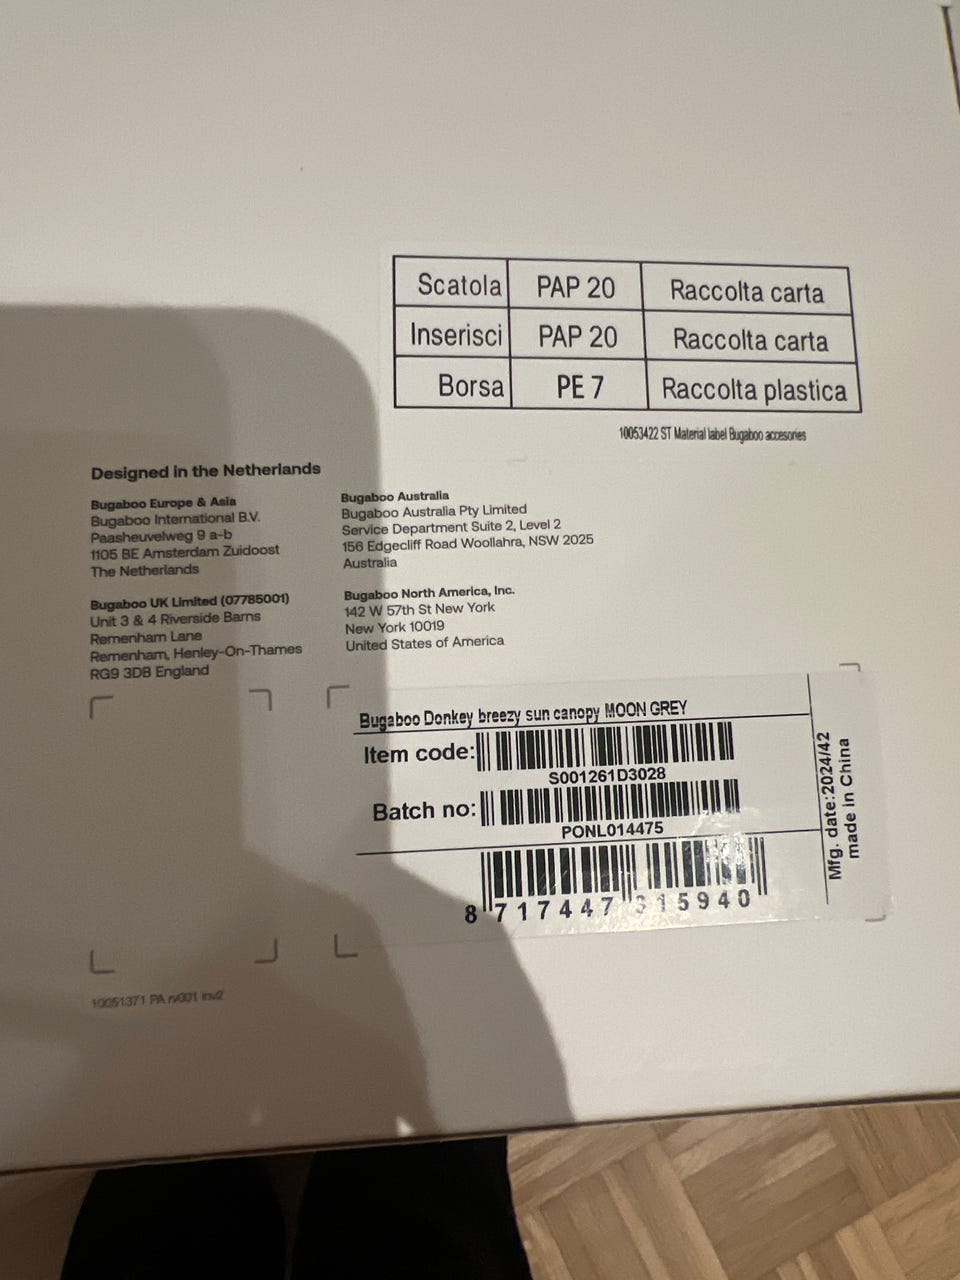 Scatola PAP 20 Raccolta carta
Inserisci PAP 20 Raccolta carta
Borsa PE 7 Raccolta plastica
10053422 ST Material label Bugaboo accesories
Designed in the Netherlands
Bugaboo Europe & Asia
Bugaboo International B.V.
Paasheuvelweg 9 a-b
1105 BE Amsterdam Zuidoost
The Netherlands
Bugaboo UK Limited (07785001)
Unit 3 & 4 Riverside Barns
Remenham Lane
Remenham, Henley-On-Thames
RG9 3DB England
Bugaboo Australia
Bugaboo Australia Pty Limited
Service Department Suite 2, Level 2
156 Edgecliff Road Woollahra, NSW 2025
Australia
Bugaboo North America, Inc.
142 W 57th St New York
New York 10019
United States of America
Bugaboo Donkey breezy sun canopy MOON GREY
Item code:
S001261D3028
Batch no:
PONL014475
8 717447 315940
Mfg. date:2024/42
made in China
10051371 PA rv001 inv2